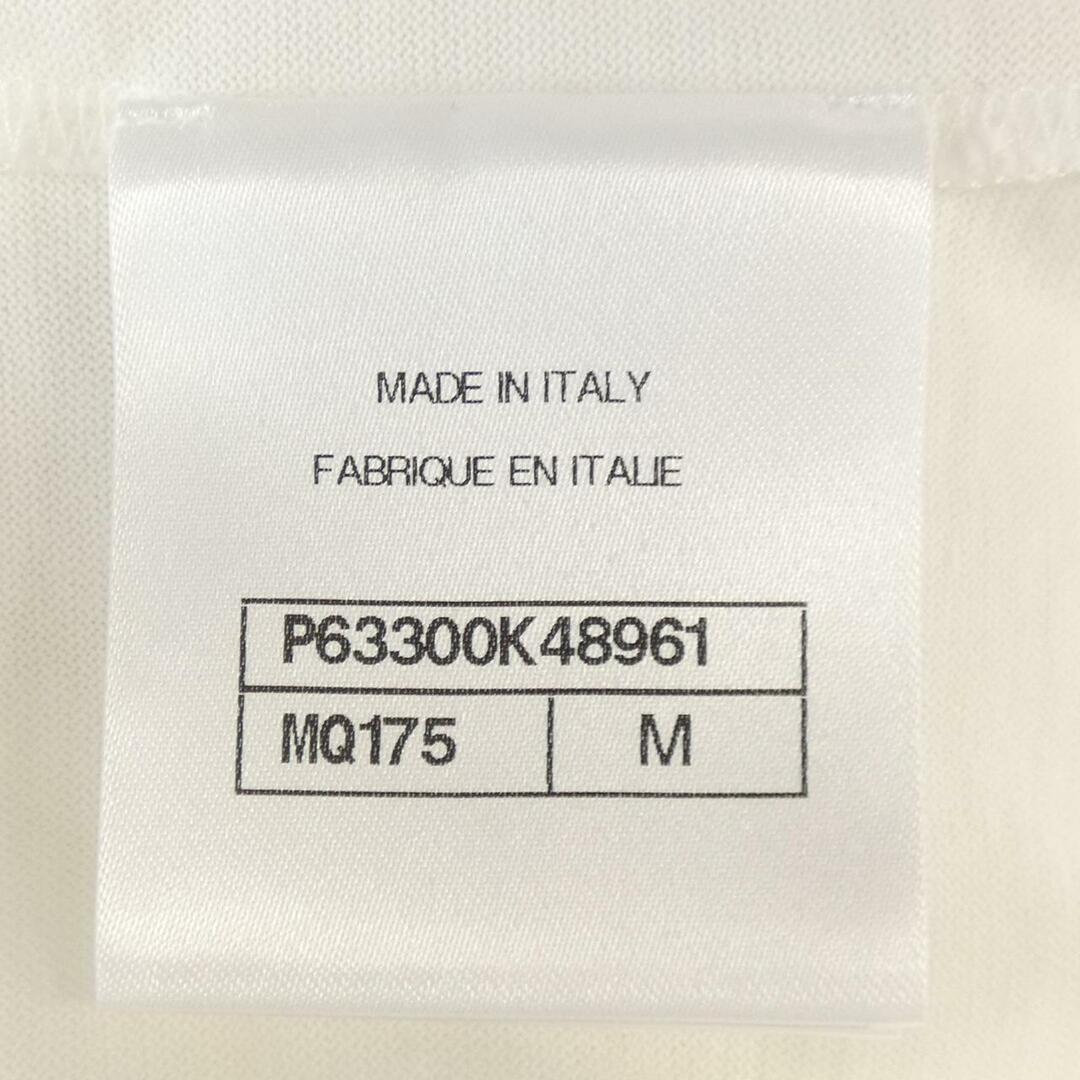 MADE IN ITALY
FABRIQUE EN ITALIE
P63300K48961
MQ175 M